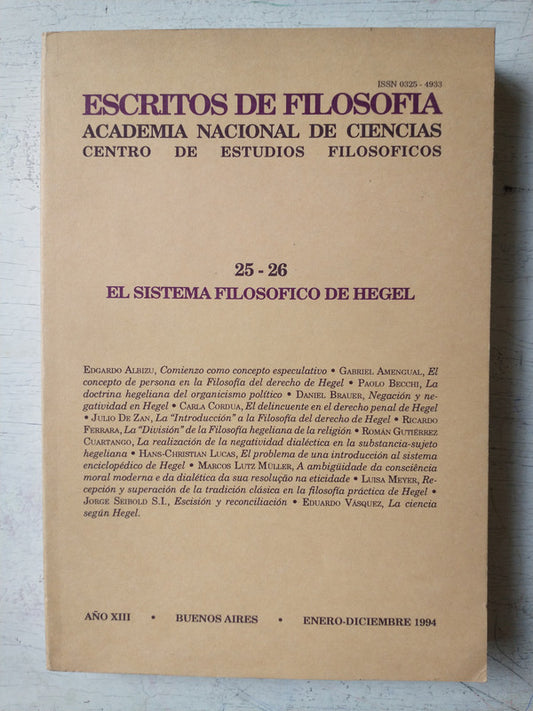 ISSN 0325 - 4933
ESCRITOS DE FILOSOFIA
ACADEMIA NACIONAL DE CIENCIAS
CENTRO DE ESTUDIOS FILOSOFICOS
25 - 26
EL SISTEMA FILOSOFICO DE HEGEL
EDGARDO ALBIZU, Comienzo como concepto especulativo • GABRIEL AMENGUAL, El
concepto de persona en la Filosofía del derecho de Hegel • PAOLO BECCHI, La
doctrina hegeliana del organicismo político • DANIEL BRAUER, Negación y ne-
gatividad en Hegel • CARLA CORDUA, El delincuente en el derecho penal de Hegel
• JULIO DE ZAN, La "Introducción" a la Filosofía del derecho de Hegel • RICARDO
FERRARA, La "División" de la Filosofía hegeliana de la religión • ROMÁN GUTIÉRREZ
CUARTANGO, La realización de la negatividad dialéctica en la substancia-sujeto
hegeliana • HANS-CHRISTIAN LUCAS, El problema de una introducción al sistema
enciclopédico de Hegel • MARCOS LUTZ MÜLLER, A ambigüidade da consciência
moral moderna e da dialética da sua resolução na eticidade • LUISA MEYER, Re-
cepción y superación de la tradición clásica en la filosofía práctica de Hegel •
JORGE SEIBOLD S.I., Escisión y reconciliación • EDUARDO VÁSQUEZ, La ciencia
según Hegel.
AÑO XIII • BUENOS AIRES • ENERO-DICIEMBRE 1994